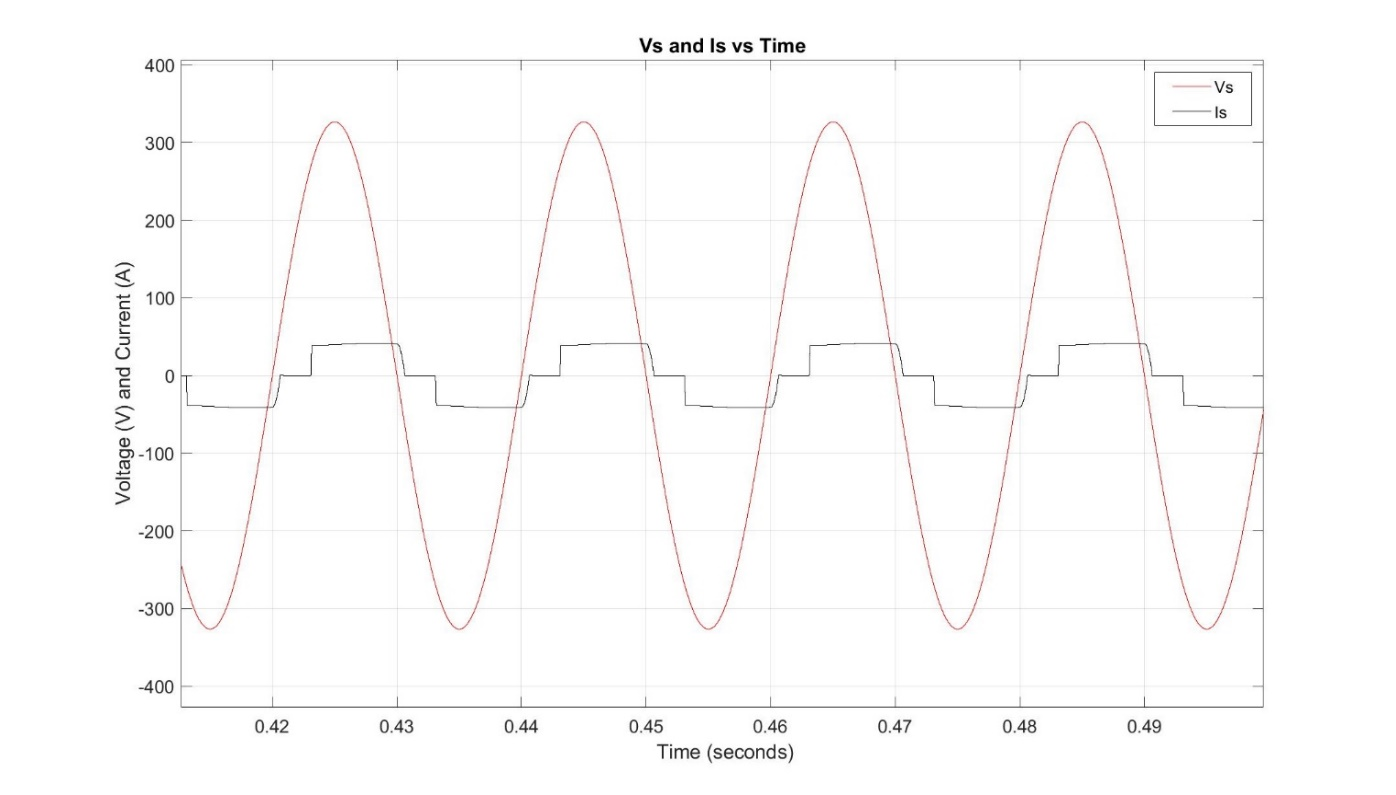 Vs and Is vs Time
400
300
200
100
0
-100
-200
-300
-400
Voltage (V) and Current (A)
Vs
Is
0.42 0.43 0.44 0.45 0.46 0.47 0.48 0.49
Time (seconds)